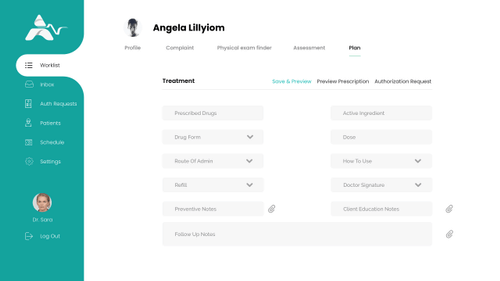 Angela Lillyiom
Profile
Complaint
Physical exam finder
Assessment
Plan
Worklist
Inbox
Auth Requests
Patients
Schedule
Settings
Dr. Sara
Log Out
Treatment
Save & Preview
Preview Prescription
Authorization Request
Prescribed Drugs
Active Ingredient
Drug Form
Dose
Route Of Admin
How To Use
Refill
Doctor Signature
Preventive Notes
Client Education Notes
Follow Up Notes